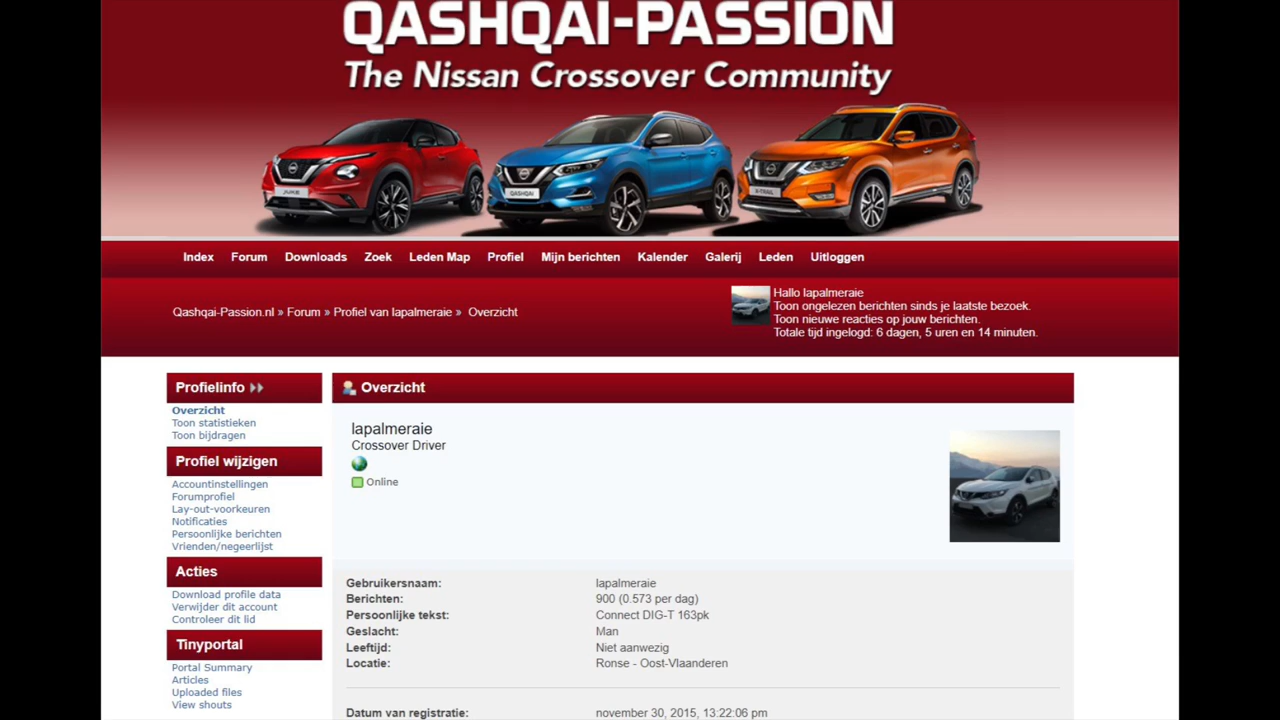 QASHQAI-PASSION
The Nissan Crossover Community
JUKE
QASHQAI
X-TRAIL
Index Forum Downloads Zoek Leden Map Profiel Mijn berichten Kalender Galerij Leden Uitloggen
Qashqai-Passion.nl » Forum » Profiel van lapalmeraie » Overzicht
Hallo lapalmeraie
Toon ongelezen berichten sinds je laatste bezoek.
Toon nieuwe reacties op jouw berichten.
Totale tijd ingelogd: 6 dagen, 5 uren en 14 minuten.
Profielinfo
Overzicht
Toon statistieken
Toon bijdragen
Profiel wijzigen
Accountinstellingen
Forumprofiel
Lay-out-voorkeuren
Notificaties
Persoonlijke berichten
Vrienden/negeerlijst
Acties
Download profile data
Verwijder dit account
Controleer dit lid
Tinyportal
Portal Summary
Articles
Uploaded files
View shouts
Overzicht
lapalmeraie
Crossover Driver
Online
Gebruikersnaam: lapalmeraie
Berichten: 900 (0.573 per dag)
Persoonlijke tekst: Connect DIG-T 163pk
Geslacht: Man
Leeftijd: Niet aanwezig
Locatie: Ronse - Oost-Vlaanderen
Datum van registratie: november 30, 2015, 13:22:06 pm